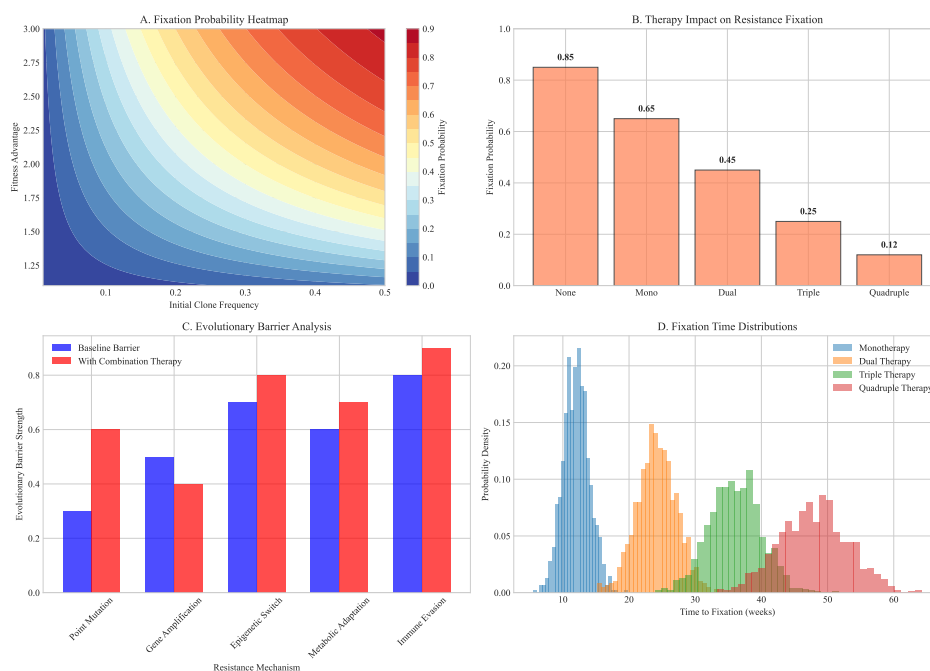 A. Fixation Probability Heatmap
3.00
2.75
2.50
2.25
2.00
1.75
1.50
1.25
Fitness Advantage
0.1
0.2
0.3
0.4
0.5
Initial Clone Frequency
0.9
0.8
0.7
0.6
0.5
0.4
0.3
0.2
0.1
0.0
Fixation Probability
B. Therapy Impact on Resistance Fixation
1.0
0.8
0.6
0.4
0.2
0.0
Fixation Probability
0.85
0.65
0.45
0.25
0.12
None
Mono
Dual
Triple
Quadruple
C. Evolutionary Barrier Analysis
Baseline Barrier
With Combination Therapy
0.8
0.6
0.4
0.2
0.0
Evolutionary Barrier Strength
Point Mutation
Gene Amplification
Epigenetic Switch
Metabolic Adaptation
Immune Evasion
Resistance Mechanism
D. Fixation Time Distributions
Monotherapy
Dual Therapy
Triple Therapy
Quadruple Therapy
0.20
0.15
0.10
0.05
0.00
Probability Density
10
20
30
40
50
60
Time to Fixation (weeks)